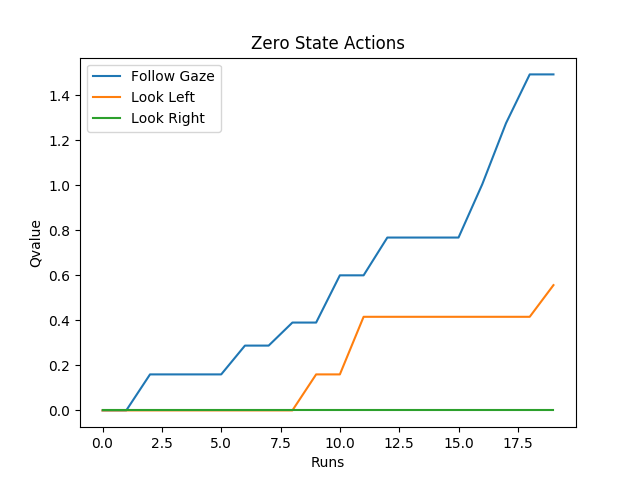 Zero State Actions
Follow Gaze
Look Left
Look Right
Qvalue
1.4
1.2
1.0
0.8
0.6
0.4
0.2
0.0
0.0 2.5 5.0 7.5 10.0 12.5 15.0 17.5
Runs